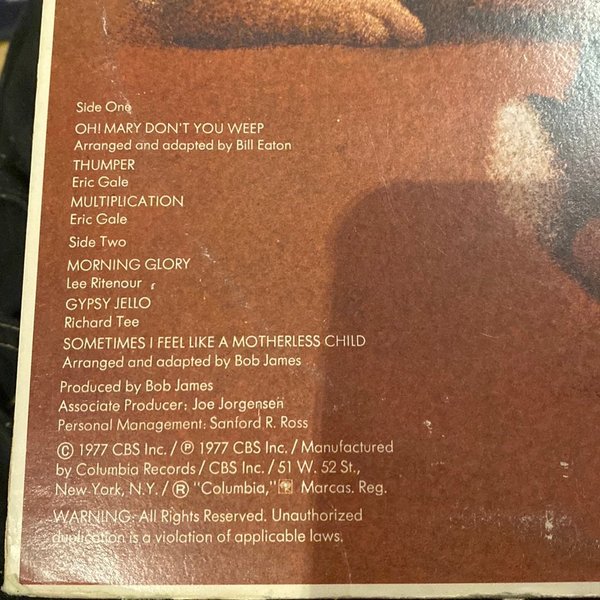 Side One
OH! MARY DON'T YOU WEEP
Arranged and adapted by Bill Eaton
THUMPER
Eric Gale
MULTIPLICATION
Eric Gale
Side Two
MORNING GLORY
Lee Ritenour
GYPSY JELLO
Richard Tee
SOMETIMES I FEEL LIKE A MOTHERLESS CHILD
Arranged and adapted by Bob James
Produced by Bob James
Associate Producer: Joe Jorgensen
Personal Management: Sanford R. Ross
© 1977 CBS Inc. / ℗ 1977 CBS Inc. / Manufactured
by Columbia Records / CBS Inc. / 51 W. 52 St.,
New York, N.Y. / ® "Columbia," Marcas. Reg.
WARNING: All Rights Reserved. Unauthorized
duplication is a violation of applicable laws.